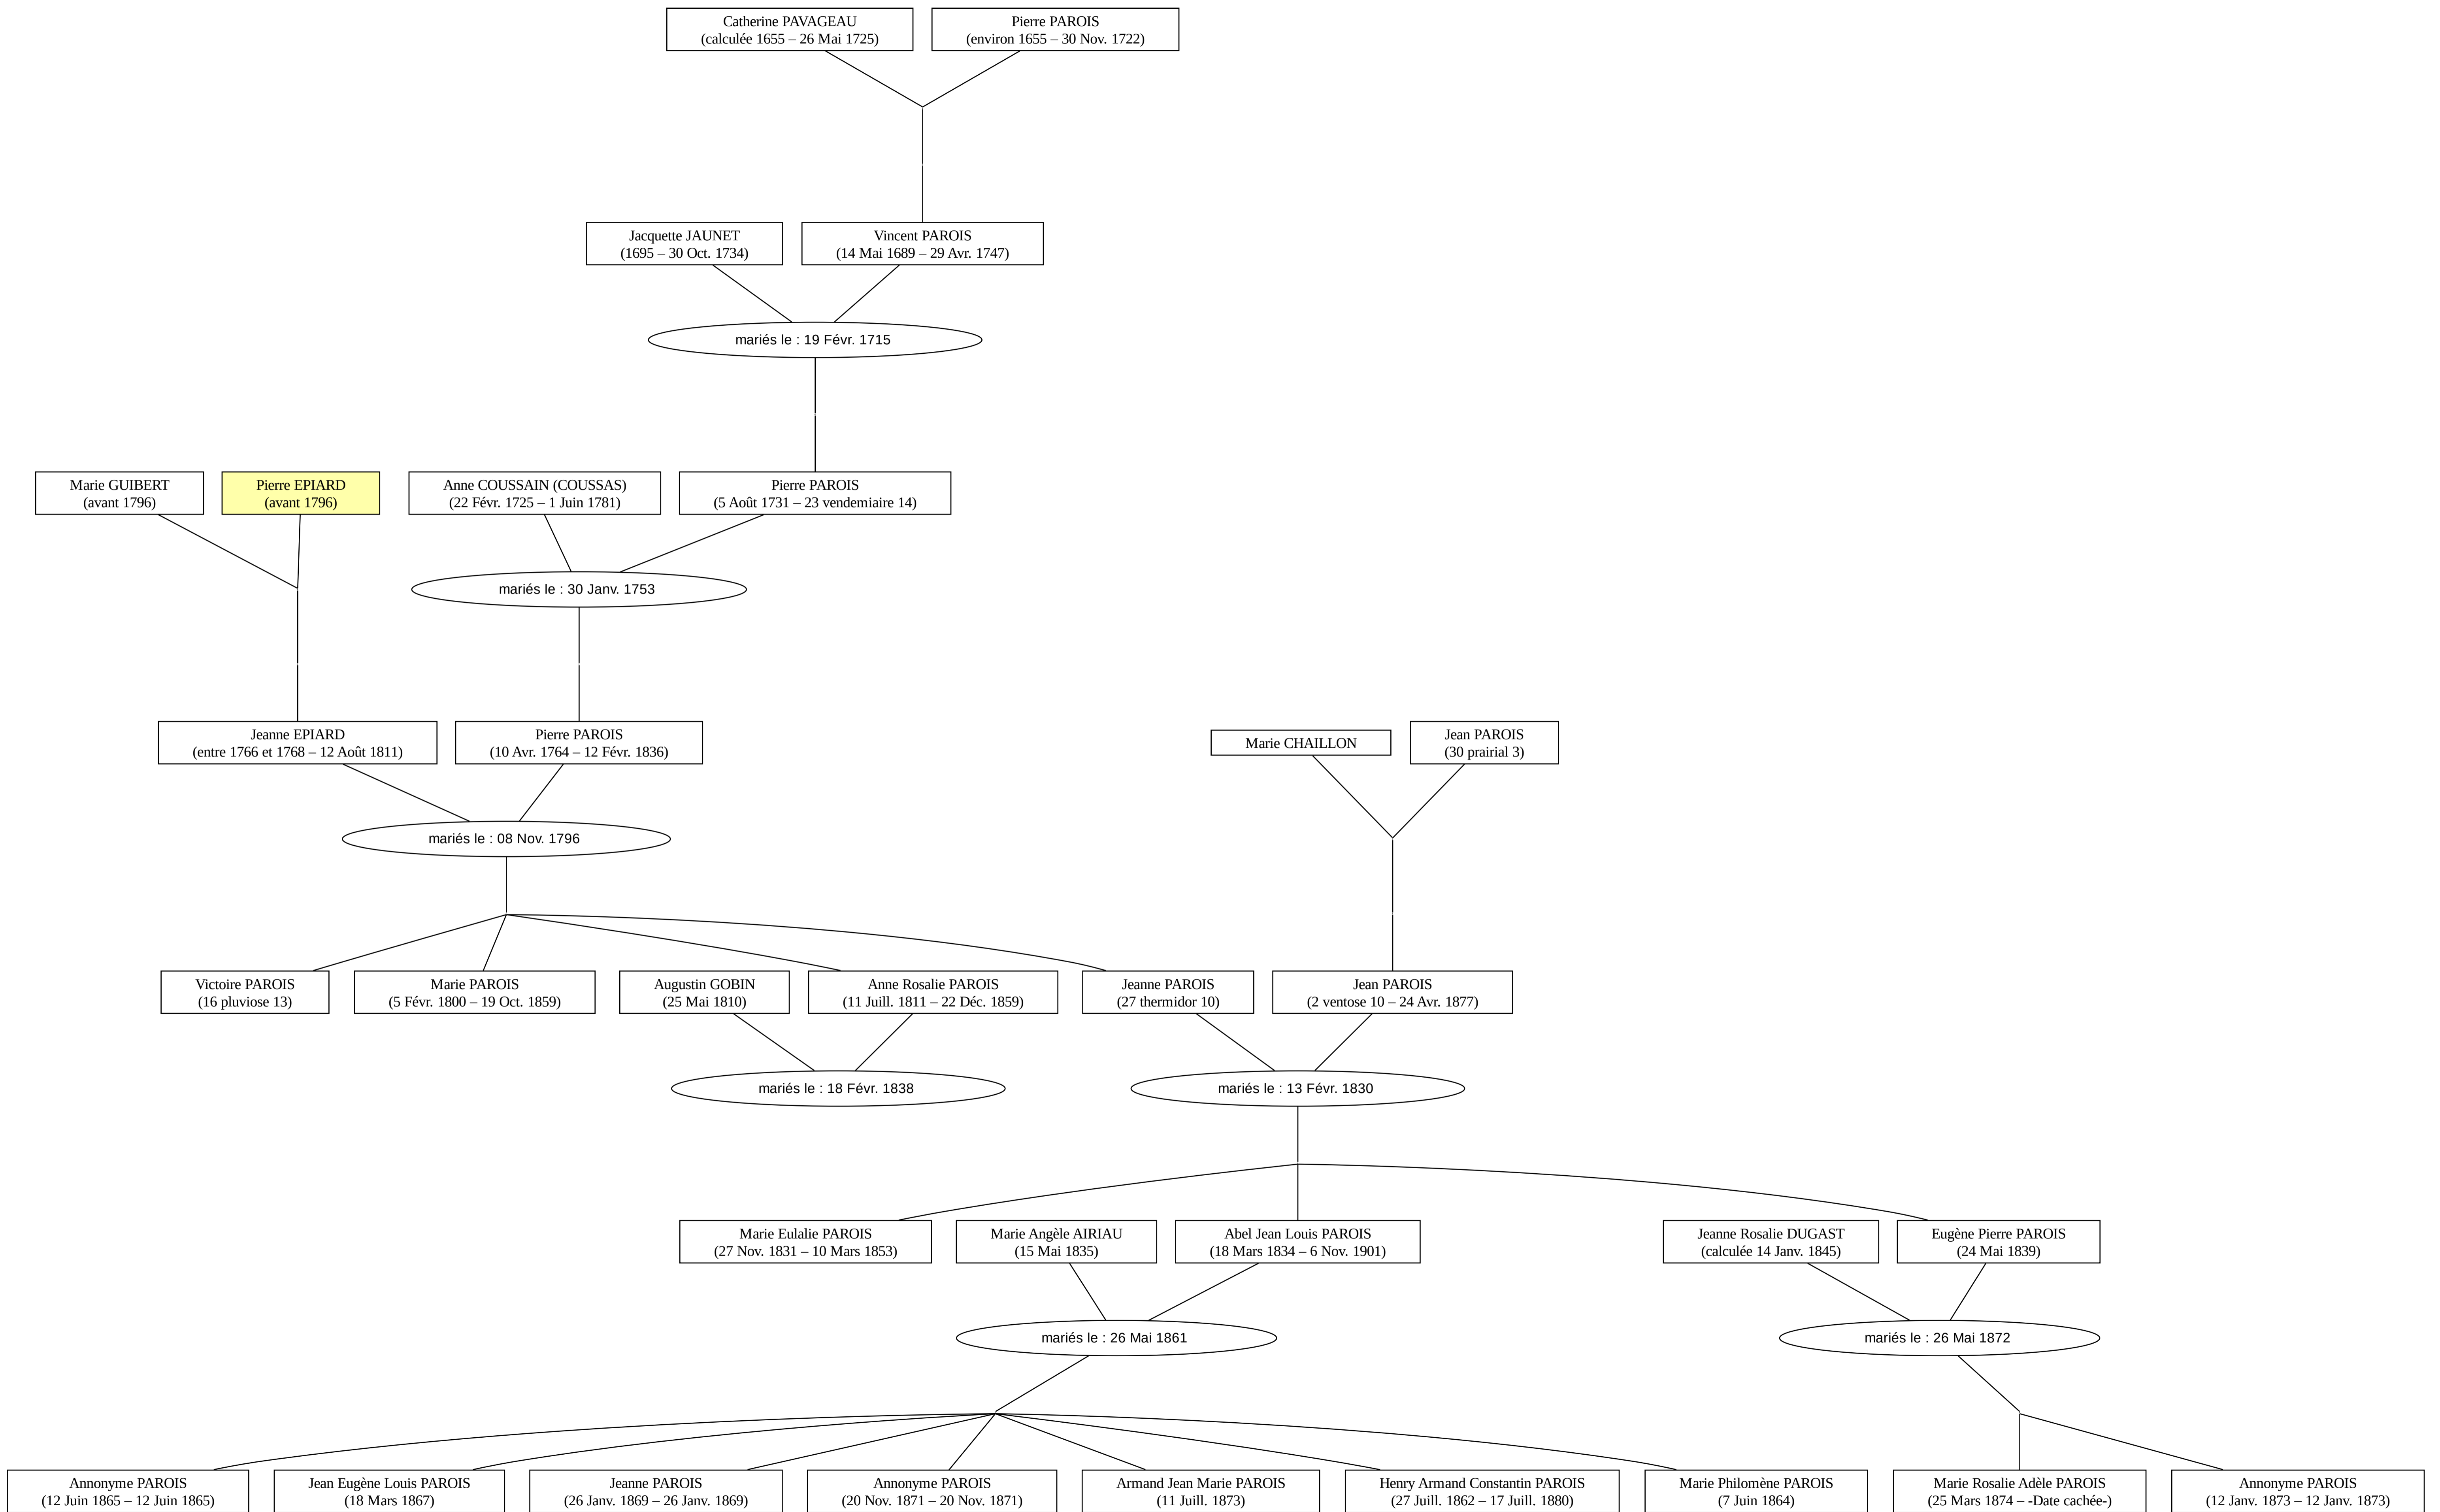 Catherine PAVAGEAU
(calculée 1655 – 26 Mai 1725)
Pierre PAROIS
(environ 1655 – 30 Nov. 1722)
Jacquette JAUNET
(1695 – 30 Oct. 1734)
Vincent PAROIS
(14 Mai 1689 – 29 Avr. 1747)
mariés le : 19 Févr. 1715
Marie GUIBERT
(avant 1796)
Pierre EPIARD
(avant 1796)
Anne COUSSAIN (COUSSAS)
(22 Févr. 1725 – 1 Juin 1781)
Pierre PAROIS
(5 Août 1731 – 23 vendemiaire 14)
mariés le : 30 Janv. 1753
Jeanne EPIARD
(entre 1766 et 1768 – 12 Août 1811)
Pierre PAROIS
(10 Avr. 1764 – 12 Févr. 1836)
Marie CHAILLON
Jean PAROIS
(30 prairial 3)
mariés le : 08 Nov. 1796
Victoire PAROIS
(16 pluviose 13)
Marie PAROIS
(5 Févr. 1800 – 19 Oct. 1859)
Augustin GOBIN
(25 Mai 1810)
Anne Rosalie PAROIS
(11 Juill. 1811 – 22 Déc. 1859)
Jeanne PAROIS
(27 thermidor 10)
Jean PAROIS
(2 ventose 10 – 24 Avr. 1877)
mariés le : 18 Févr. 1838
mariés le : 13 Févr. 1830
Marie Eulalie PAROIS
(27 Nov. 1831 – 10 Mars 1853)
Marie Angèle AIRIAU
(15 Mai 1835)
Abel Jean Louis PAROIS
(18 Mars 1834 – 6 Nov. 1901)
Jeanne Rosalie DUGAST
(calculée 14 Janv. 1845)
Eugène Pierre PAROIS
(24 Mai 1839)
mariés le : 26 Mai 1861
mariés le : 26 Mai 1872
Annonyme PAROIS
(12 Juin 1865 – 12 Juin 1865)
Jean Eugène Louis PAROIS
(18 Mars 1867)
Jeanne PAROIS
(26 Janv. 1869 – 26 Janv. 1869)
Annonyme PAROIS
(20 Nov. 1871 – 20 Nov. 1871)
Armand Jean Marie PAROIS
(11 Juill. 1873)
Henry Armand Constantin PAROIS
(27 Juill. 1862 – 17 Juill. 1880)
Marie Philomène PAROIS
(7 Juin 1864)
Marie Rosalie Adèle PAROIS
(25 Mars 1874 – -Date cachée-)
Annonyme PAROIS
(12 Janv. 1873 – 12 Janv. 1873)